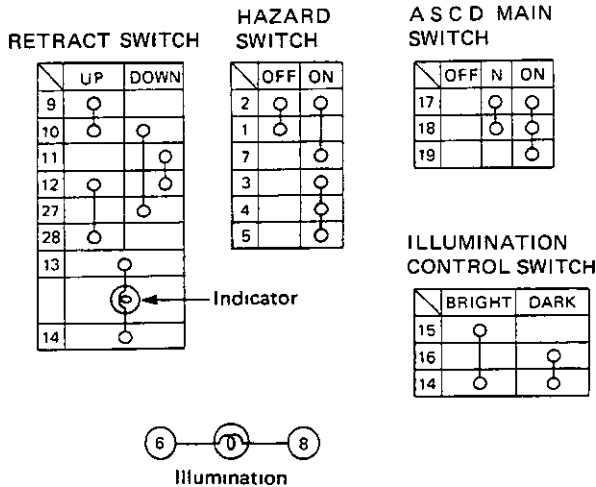 RETRACT SWITCH
UP DOWN
9
10
11
12
27
28
13
Indicator
14
HAZARD
SWITCH
OFF ON
2
1
7
3
4
5
ASCD MAIN
SWITCH
OFF N ON
17
18
19
ILLUMINATION
CONTROL SWITCH
BRIGHT DARK
15
16
14
6 8
Illumination